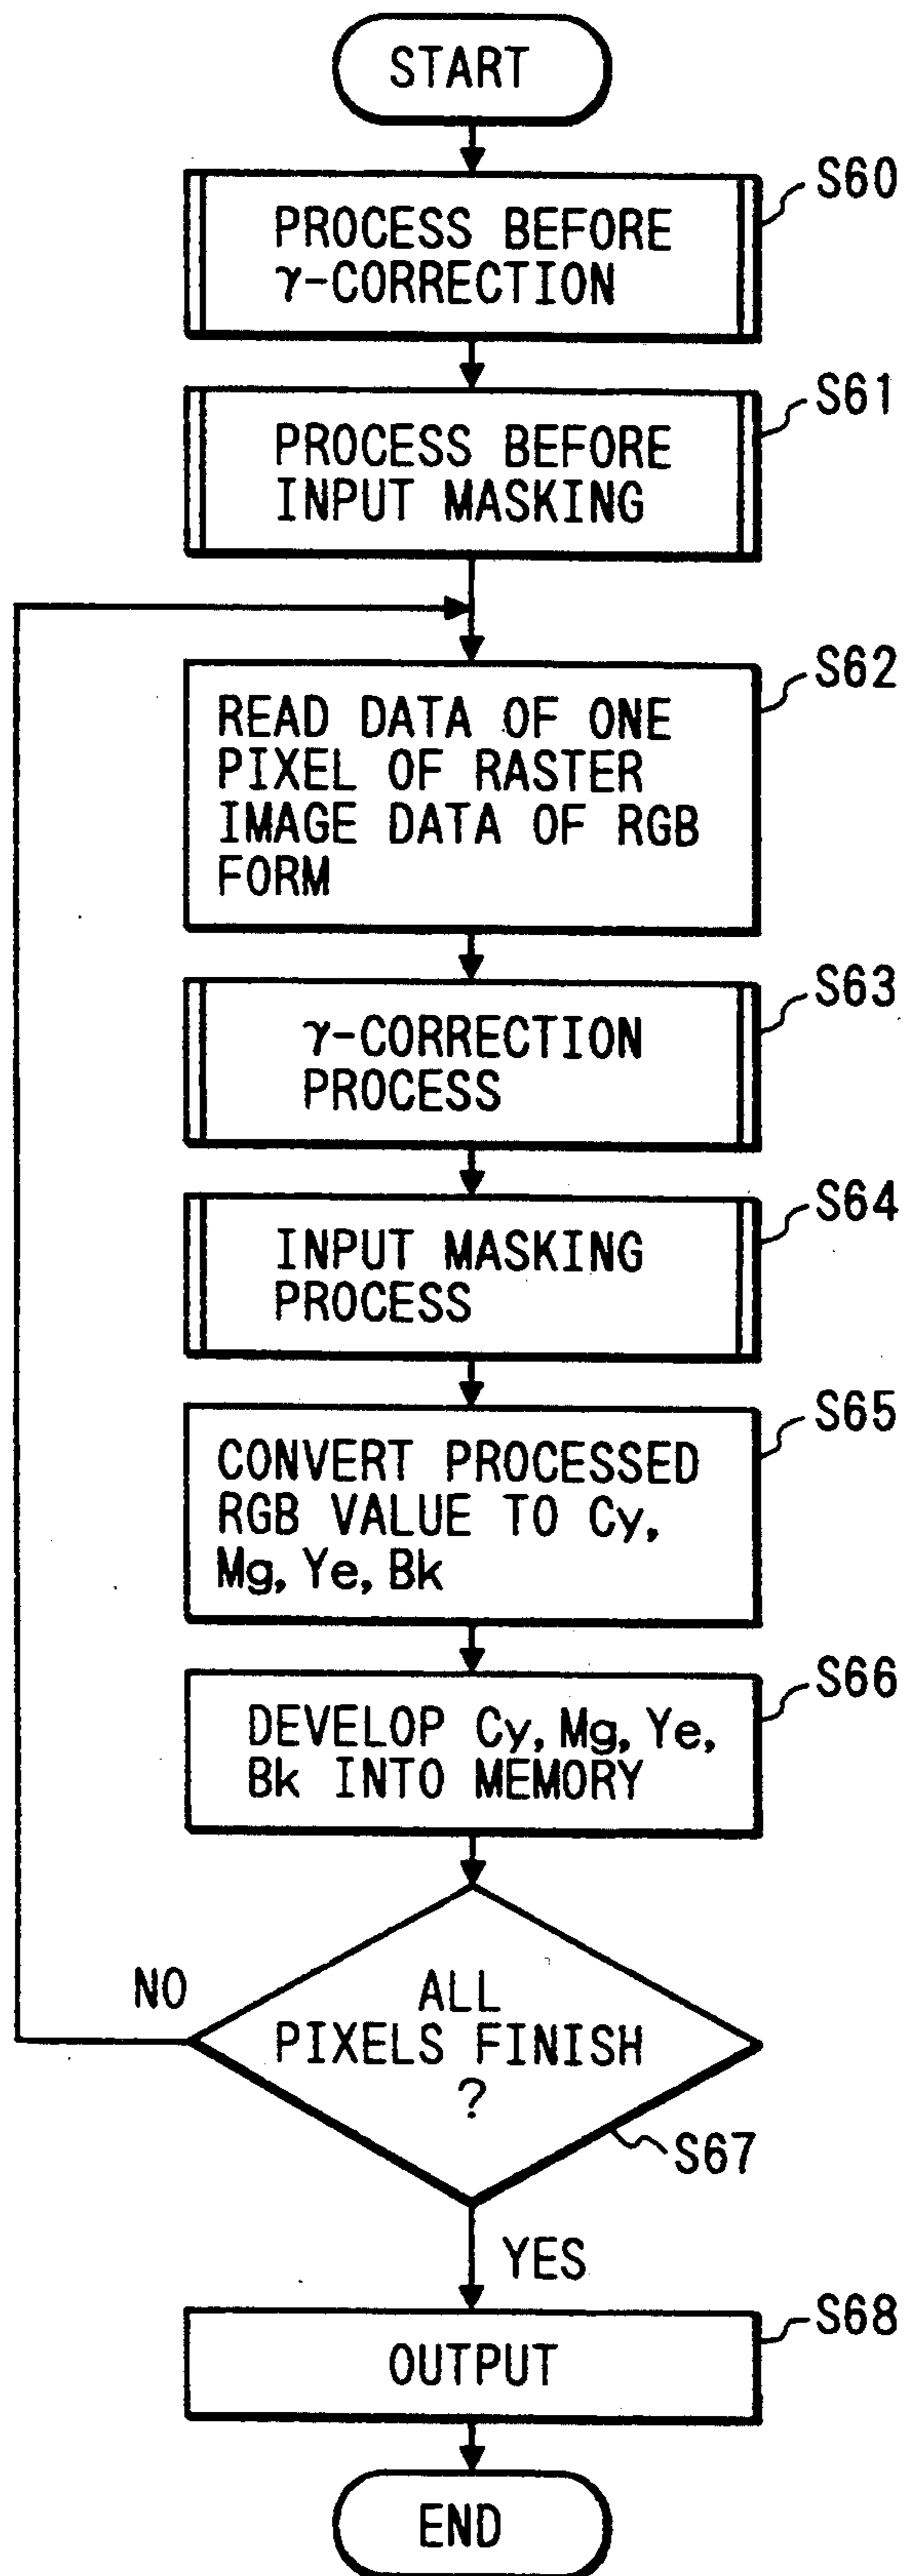 START
S60
PROCESS BEFORE
γ-CORRECTION
S61
PROCESS BEFORE
INPUT MASKING
S62
READ DATA OF ONE
PIXEL OF RASTER
IMAGE DATA OF RGB
FORM
S63
γ-CORRECTION
PROCESS
S64
INPUT MASKING
PROCESS
S65
CONVERT PROCESSED
RGB VALUE TO Cy,
Mg, Ye, Bk
S66
DEVELOP Cy, Mg, Ye,
Bk INTO MEMORY
NO
ALL
PIXELS FINISH
?
S67
YES
S68
OUTPUT
END